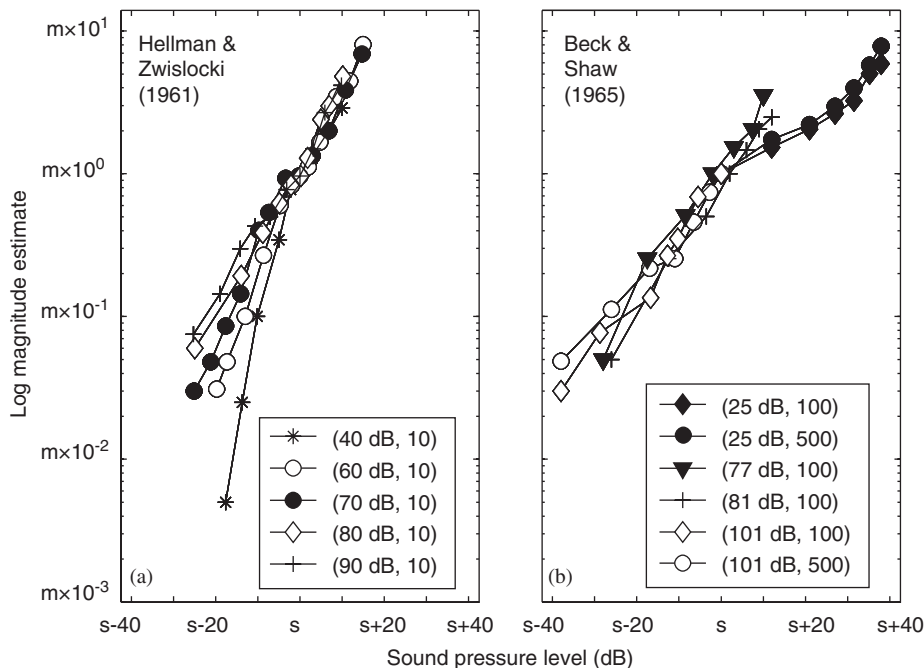 m×10¹
m×10⁰
m×10⁻¹
m×10⁻²
m×10⁻³
Log magnitude estimate
Hellman &
Zwislocki
(1961)
(40 dB, 10)
(60 dB, 10)
(70 dB, 10)
(80 dB, 10)
(90 dB, 10)
(a)
s-40
s-20
s
s+20
s+40
Beck &
Shaw
(1965)
(25 dB, 100)
(25 dB, 500)
(77 dB, 100)
(81 dB, 100)
(101 dB, 100)
(101 dB, 500)
(b)
s-40
s-20
s
s+20
s+40
Sound pressure level (dB)